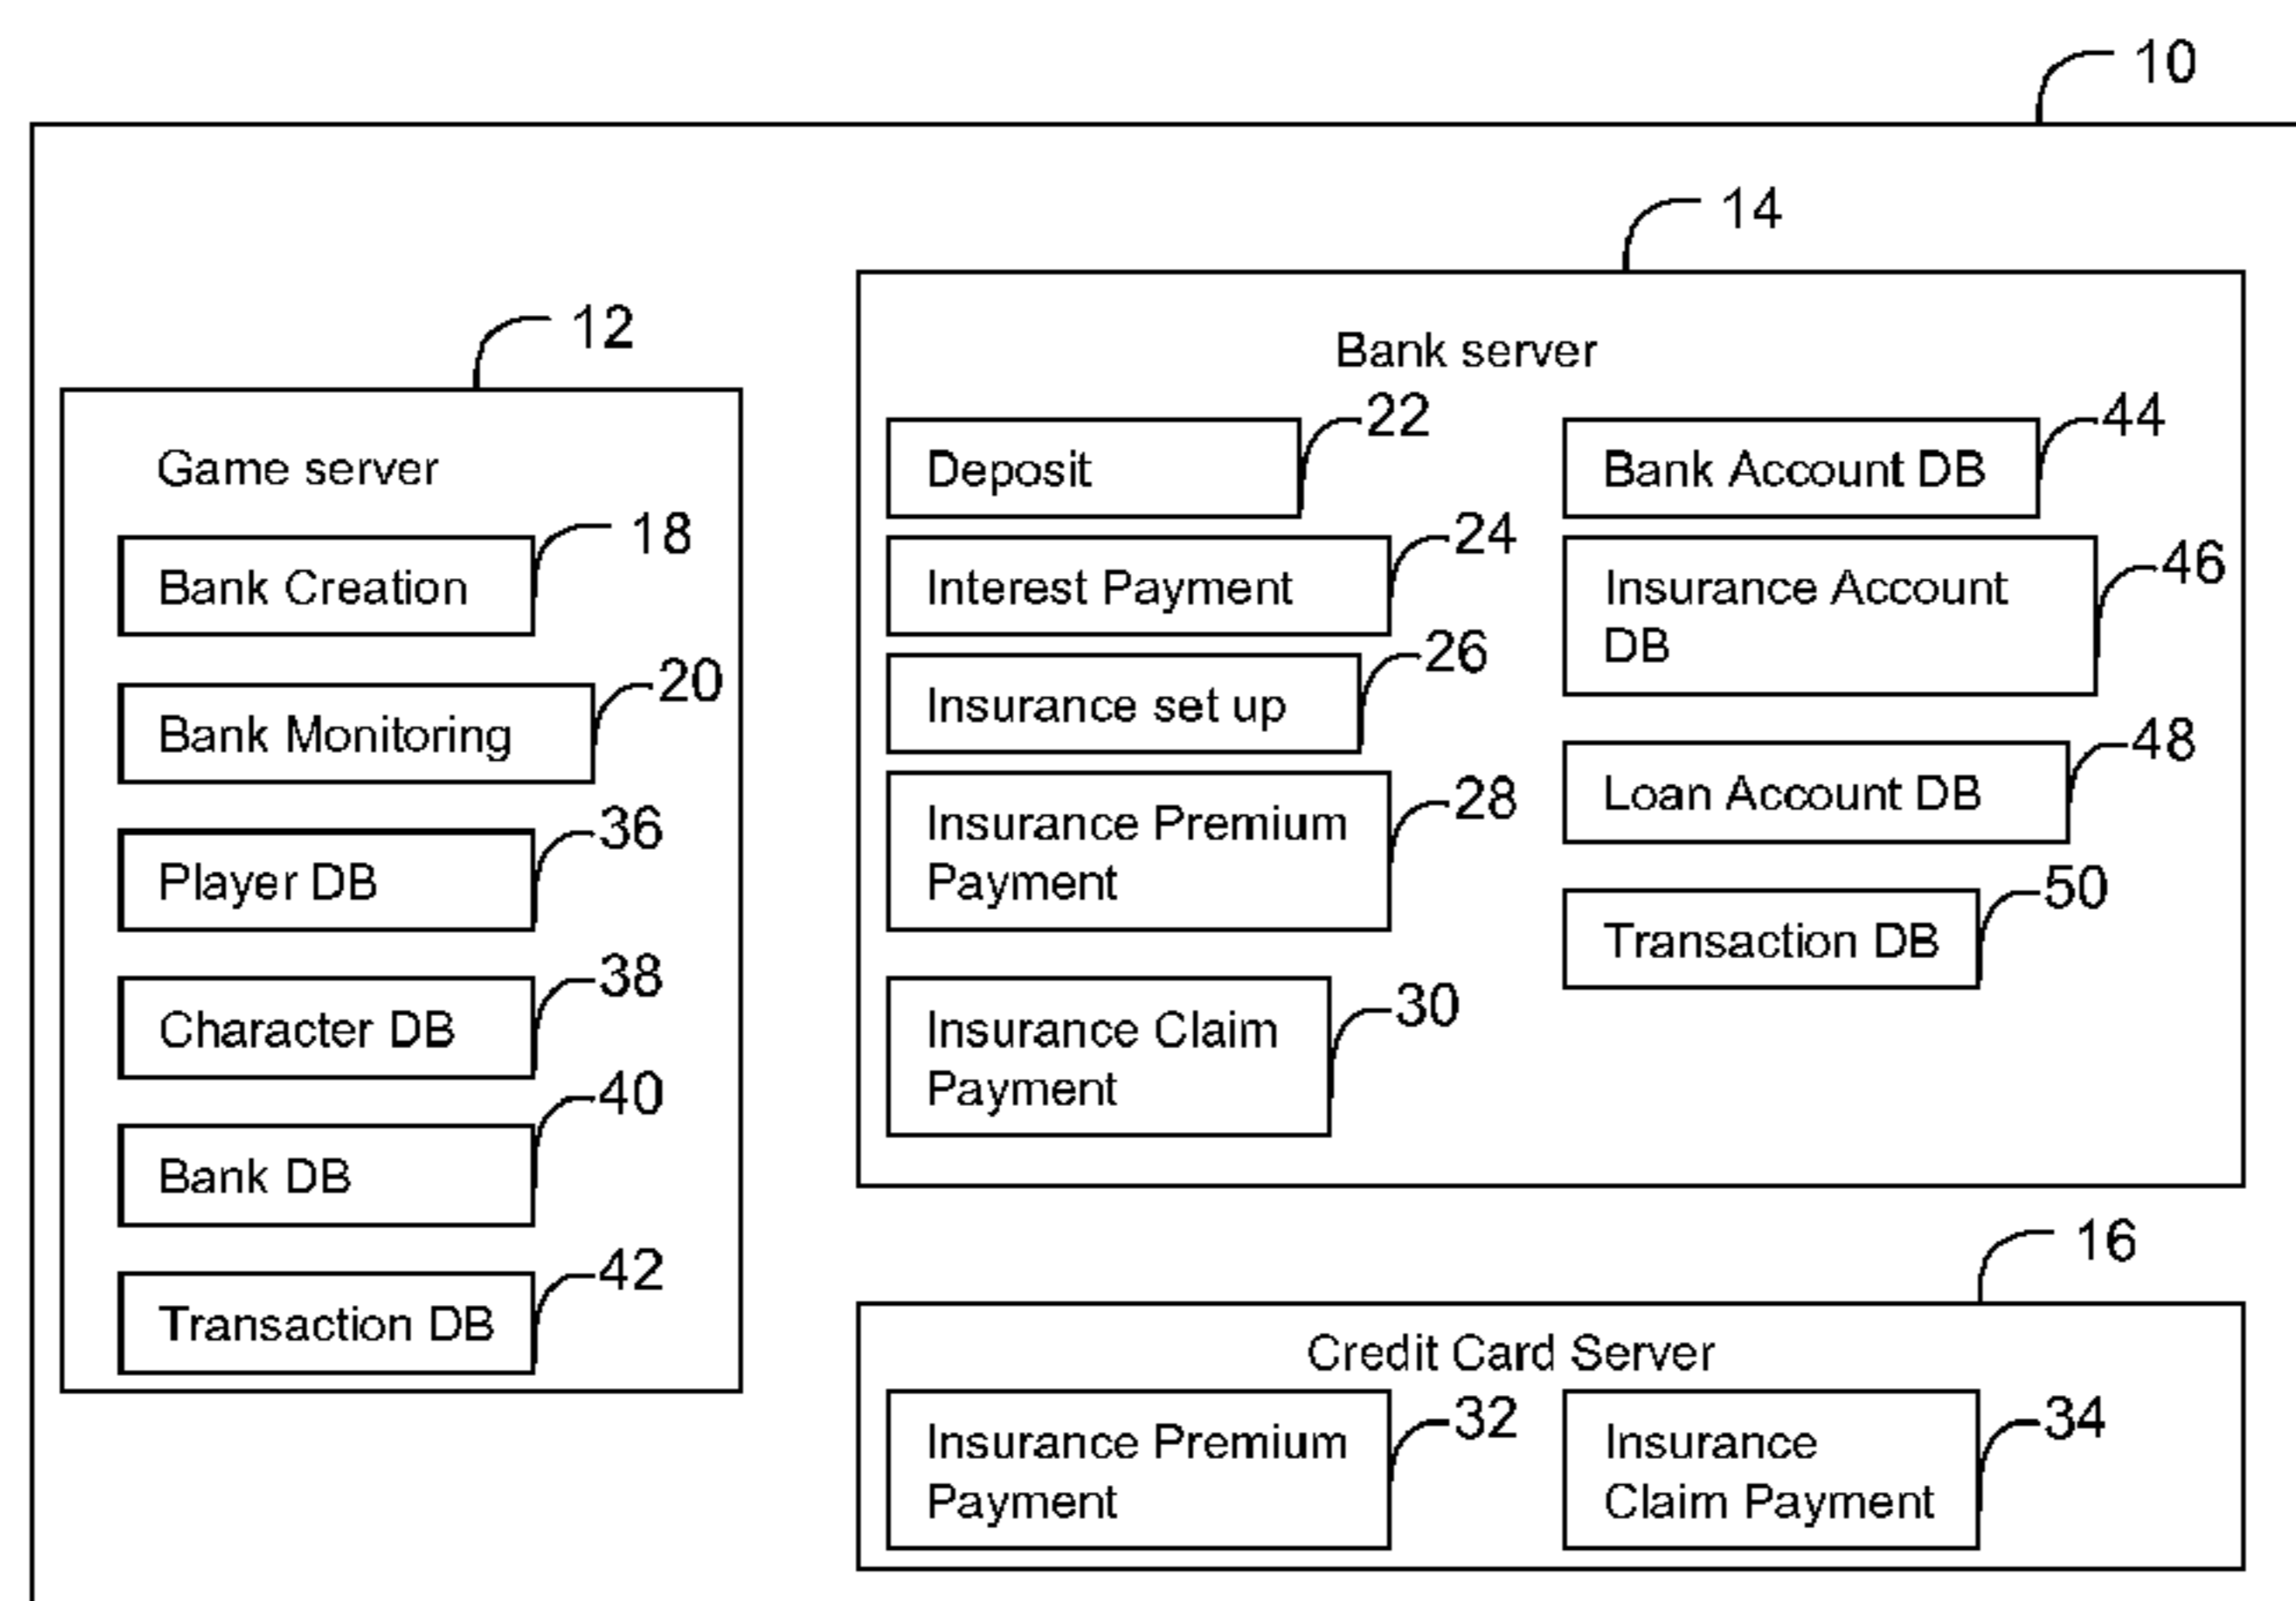 10
14
12
Bank server
Game server
Deposit
22
Bank Account DB
44
Bank Creation
18
Interest Payment
24
Insurance Account
DB
46
Bank Monitoring
20
Insurance set up
26
Loan Account DB
48
Player DB
36
Insurance Premium
Payment
28
Transaction DB
50
Character DB
38
Insurance Claim
Payment
30
Bank DB
40
Transaction DB
42
16
Credit Card Server
Insurance Premium
Payment
32
Insurance
Claim Payment
34